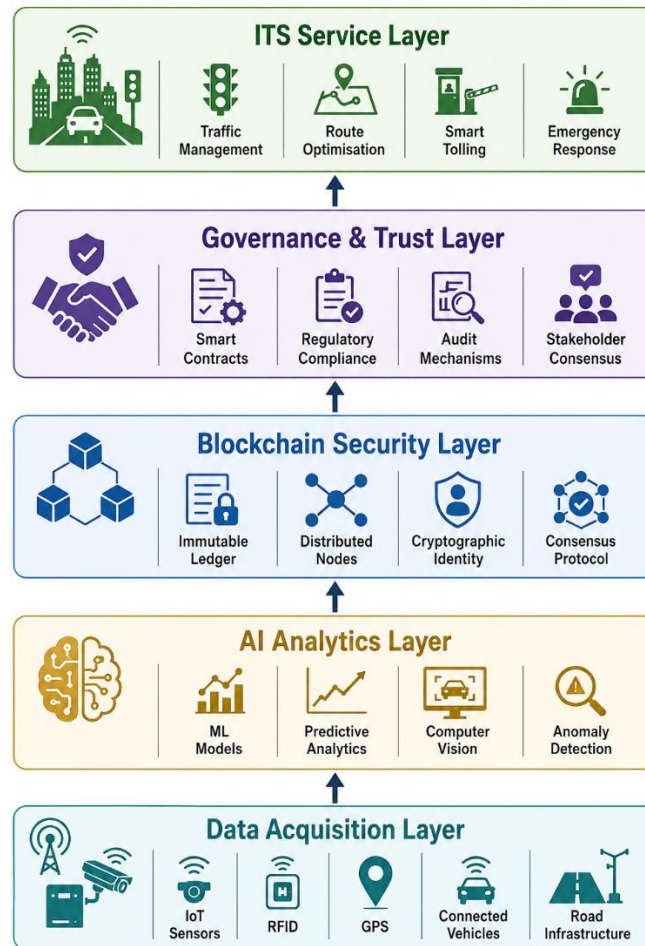 ITS Service Layer
Traffic
Management
Route
Optimisation
Smart
Tolling
Emergency
Response
Governance & Trust Layer
Smart
Contracts
Regulatory
Compliance
Audit
Mechanisms
Stakeholder
Consensus
Blockchain Security Layer
Immutable
Ledger
Distributed
Nodes
Cryptographic
Identity
Consensus
Protocol
AI Analytics Layer
ML
Models
Predictive
Analytics
Computer
Vision
Anomaly
Detection
Data Acquisition Layer
IoT
Sensors
RFID
GPS
Connected
Vehicles
Road
Infrastructure